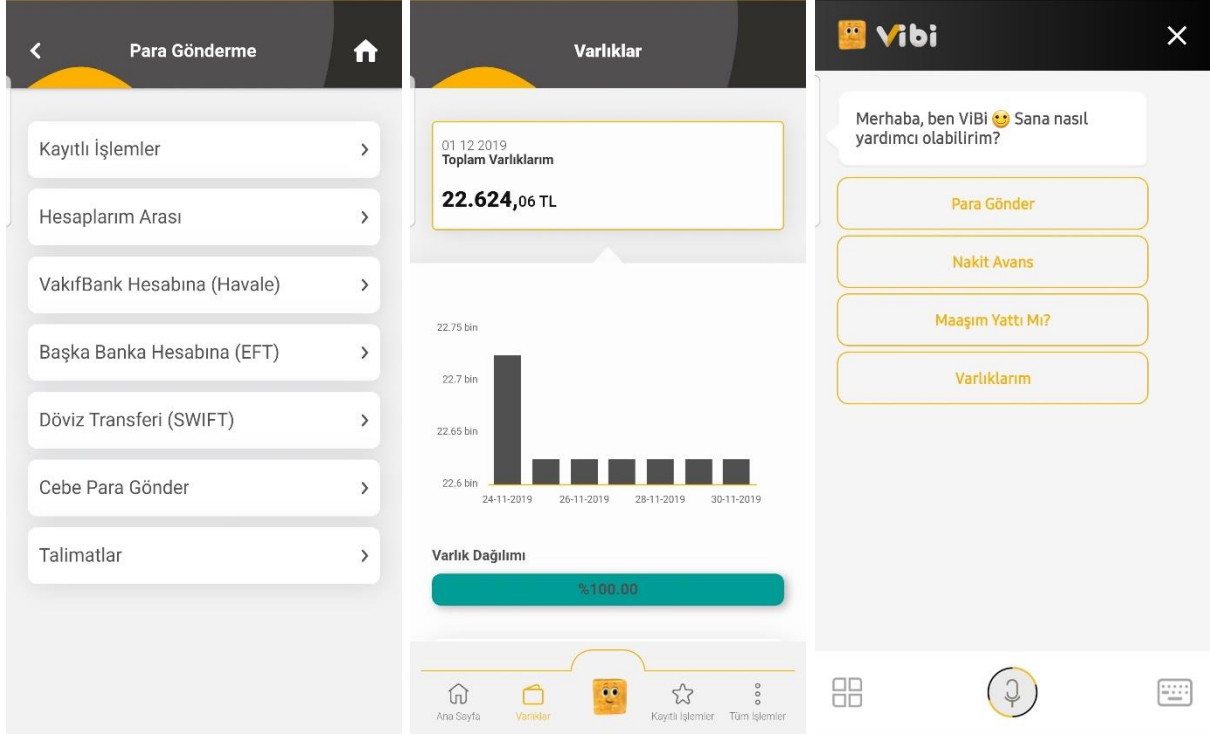 Para Gönderme
Kayıtlı İşlemler
Hesaplarım Arası
VakıfBank Hesabına (Havale)
Başka Banka Hesabına (EFT)
Döviz Transferi (SWIFT)
Cebe Para Gönder
Talimatlar
Varlıklar
01 12 2019
Toplam Varlıklarım
22.624,06 TL
22.75 bin
22.7 bin
22.65 bin
22.6 bin
24-11-2019 26-11-2019 28-11-2019 30-11-2019
Varlık Dağılımı
%100.00
Ana Sayfa Varlıklar Kayıtlı İşlemler Tüm İşlemler
Vibi
Merhaba, ben ViBi 🙂 Sana nasıl
yardımcı olabilirim?
Para Gönder
Nakit Avans
Maaşım Yattı Mı?
Varlıklarım